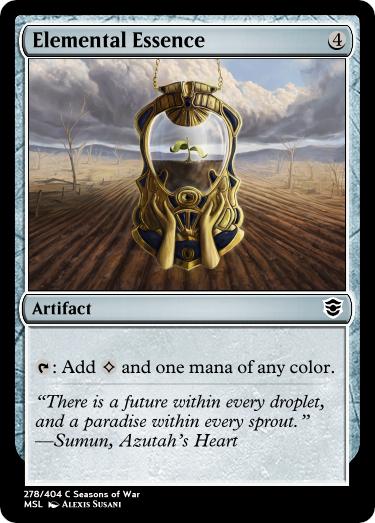 Elemental Essence 4
Artifact
: Add and one mana of any color.
“There is a future within every droplet,
and a paradise within every sprout.”
—Sumun, Azutah's Heart
278/404 C Seasons of War
MSL Alexis Susani